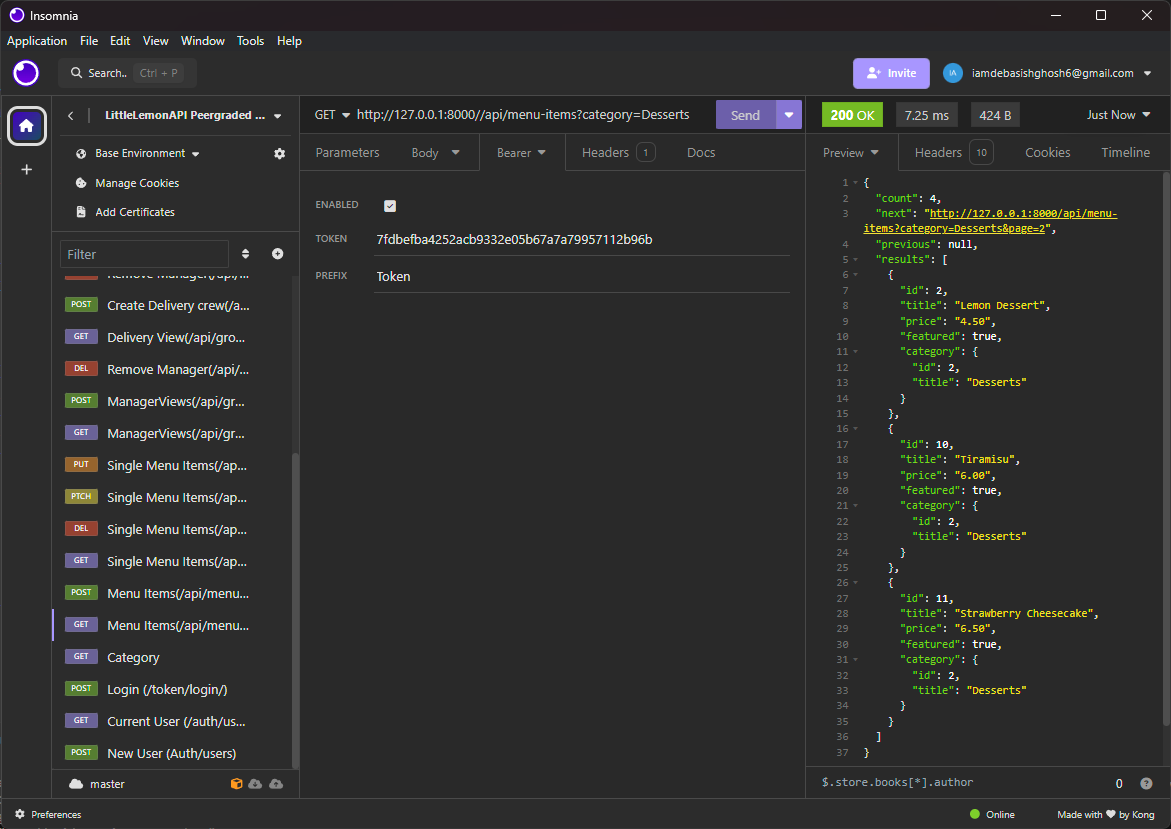 Insomnia
Application File Edit View Window Tools Help
Search.. Ctrl + P
Invite
IA
iamdebasishghosh6@gmail.com
LittleLemonAPI Peergraded ...
Base Environment
Manage Cookies
Add Certificates
Filter
Remove Manager(/api/...
POST Create Delivery crew(/a...
GET Delivery View(/api/gro...
DEL Remove Manager(/api/...
POST ManagerViews(/api/gr...
GET ManagerViews(/api/gr...
PUT Single Menu Items(/ap...
PTCH Single Menu Items(/ap...
DEL Single Menu Items(/ap...
GET Single Menu Items(/ap...
POST Menu Items(/api/menu...
GET Menu Items(/api/menu...
GET Category
POST Login (/token/login/)
GET Current User (/auth/us...
POST New User (Auth/users)
master
GET http://127.0.0.1:8000//api/menu-items?category=Desserts Send
Parameters Body Bearer Headers 1 Docs
ENABLED
TOKEN 7fdbefba4252acb9332e05b67a7a79957112b96b
PREFIX Token
200 OK 7.25 ms 424 B Just Now
Preview Headers 10 Cookies Timeline
1 {
2 "count": 4,
3 "next": "http://127.0.0.1:8000/api/menu-
items?category=Desserts&page=2",
4 "previous": null,
5 "results": [
6 {
7 "id": 2,
8 "title": "Lemon Dessert",
9 "price": "4.50",
10 "featured": true,
11 "category": {
12 "id": 2,
13 "title": "Desserts"
14 }
15 },
16 {
17 "id": 10,
18 "title": "Tiramisu",
19 "price": "6.00",
20 "featured": true,
21 "category": {
22 "id": 2,
23 "title": "Desserts"
24 }
25 },
26 {
27 "id": 11,
28 "title": "Strawberry Cheesecake",
29 "price": "6.50",
30 "featured": true,
31 "category": {
32 "id": 2,
33 "title": "Desserts"
34 }
35 }
36 ]
37 }
$.store.books[*].author 0 ?
Preferences
Online
Made with ❤ by Kong